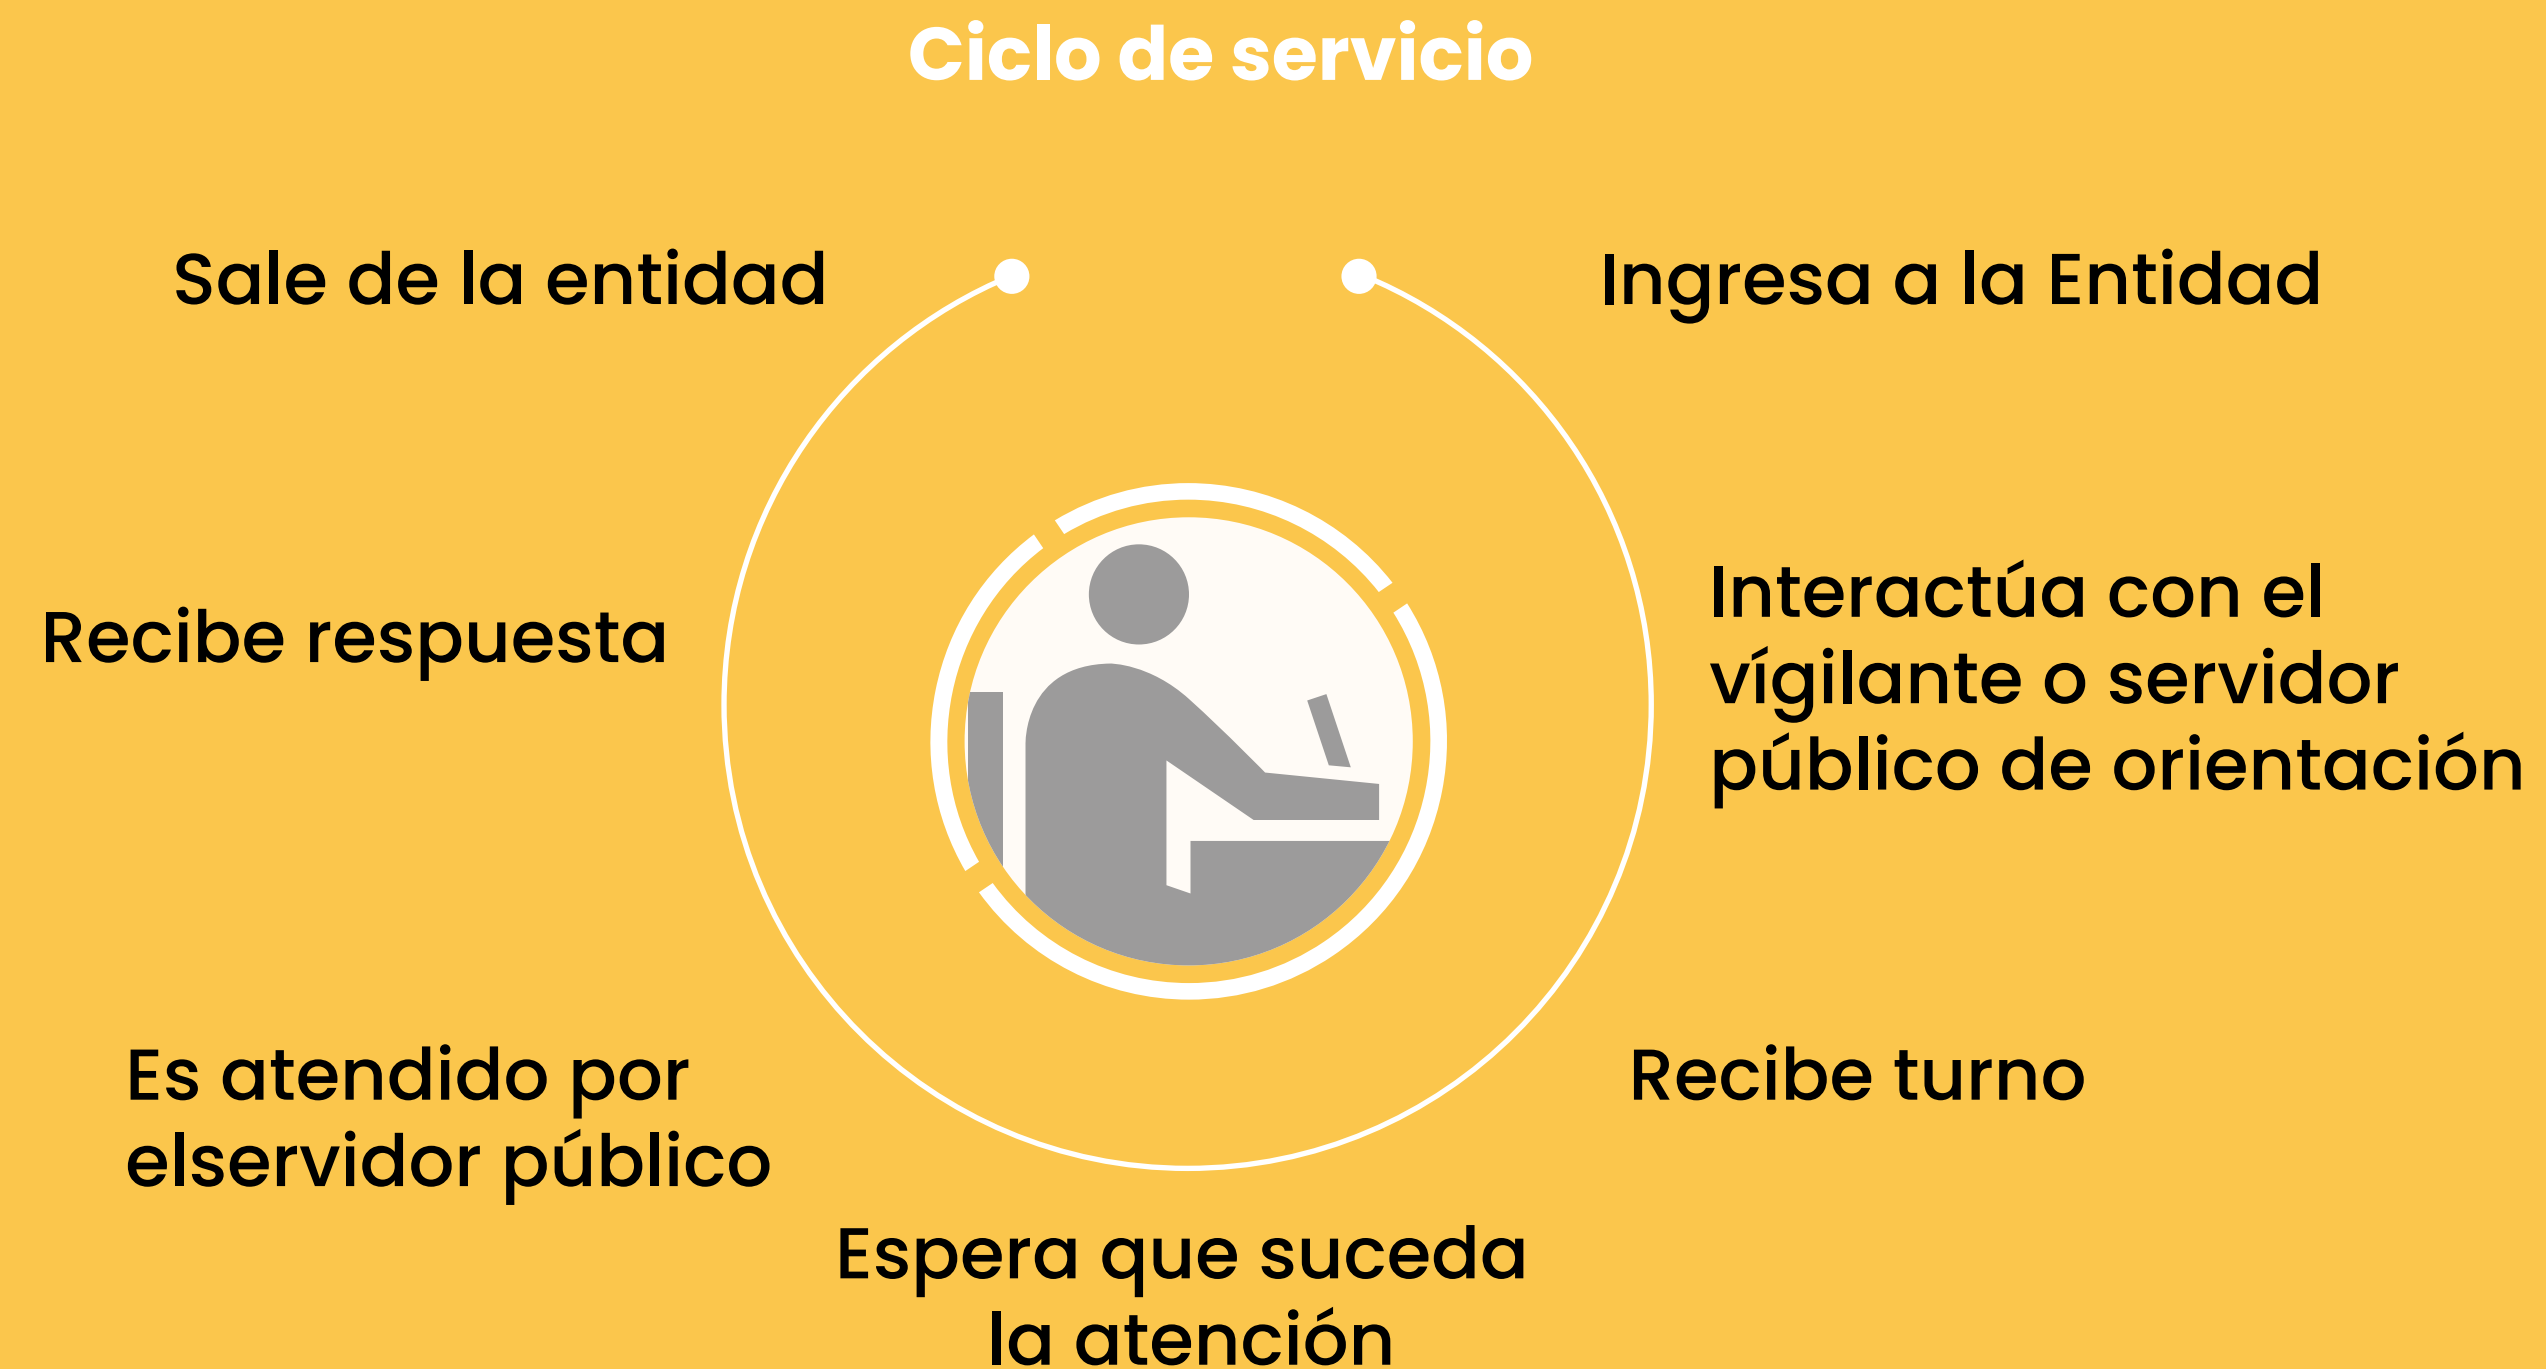 Ciclo de servicio
Sale de la entidad
Ingresa a la Entidad
Recibe respuesta
Interactúa con el
vígilante o servidor
público de orientación
Es atendido por
elservidor público
Recibe turno
Espera que suceda
la atención